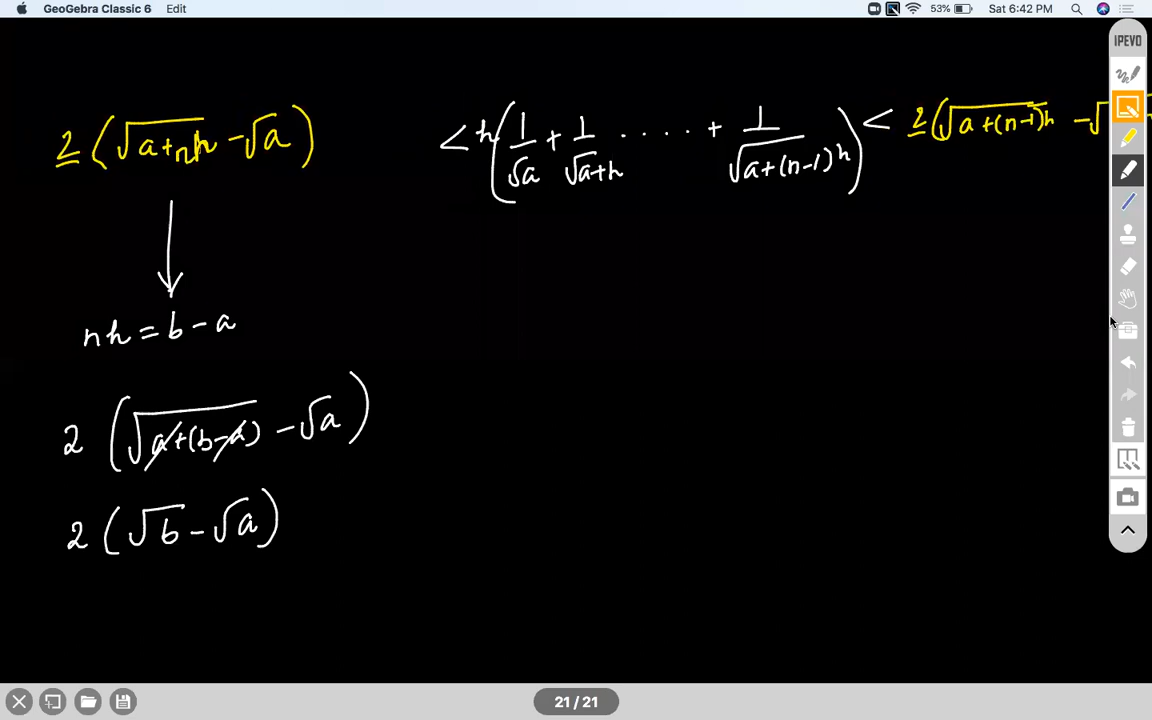 GeoGebra Classic 6 Edit 53% Sat 6:42 PM
IPEVO
2 (√(a+nh) - √a) < h(1/√a + 1/√(a+h) ..... + 1/√(a+(n-1)h)) < 2(√(a+(n-1)h) - √
nh = b - a
2 (√(a+(b-a)) - √a)
2 (√b - √a)
21 / 21